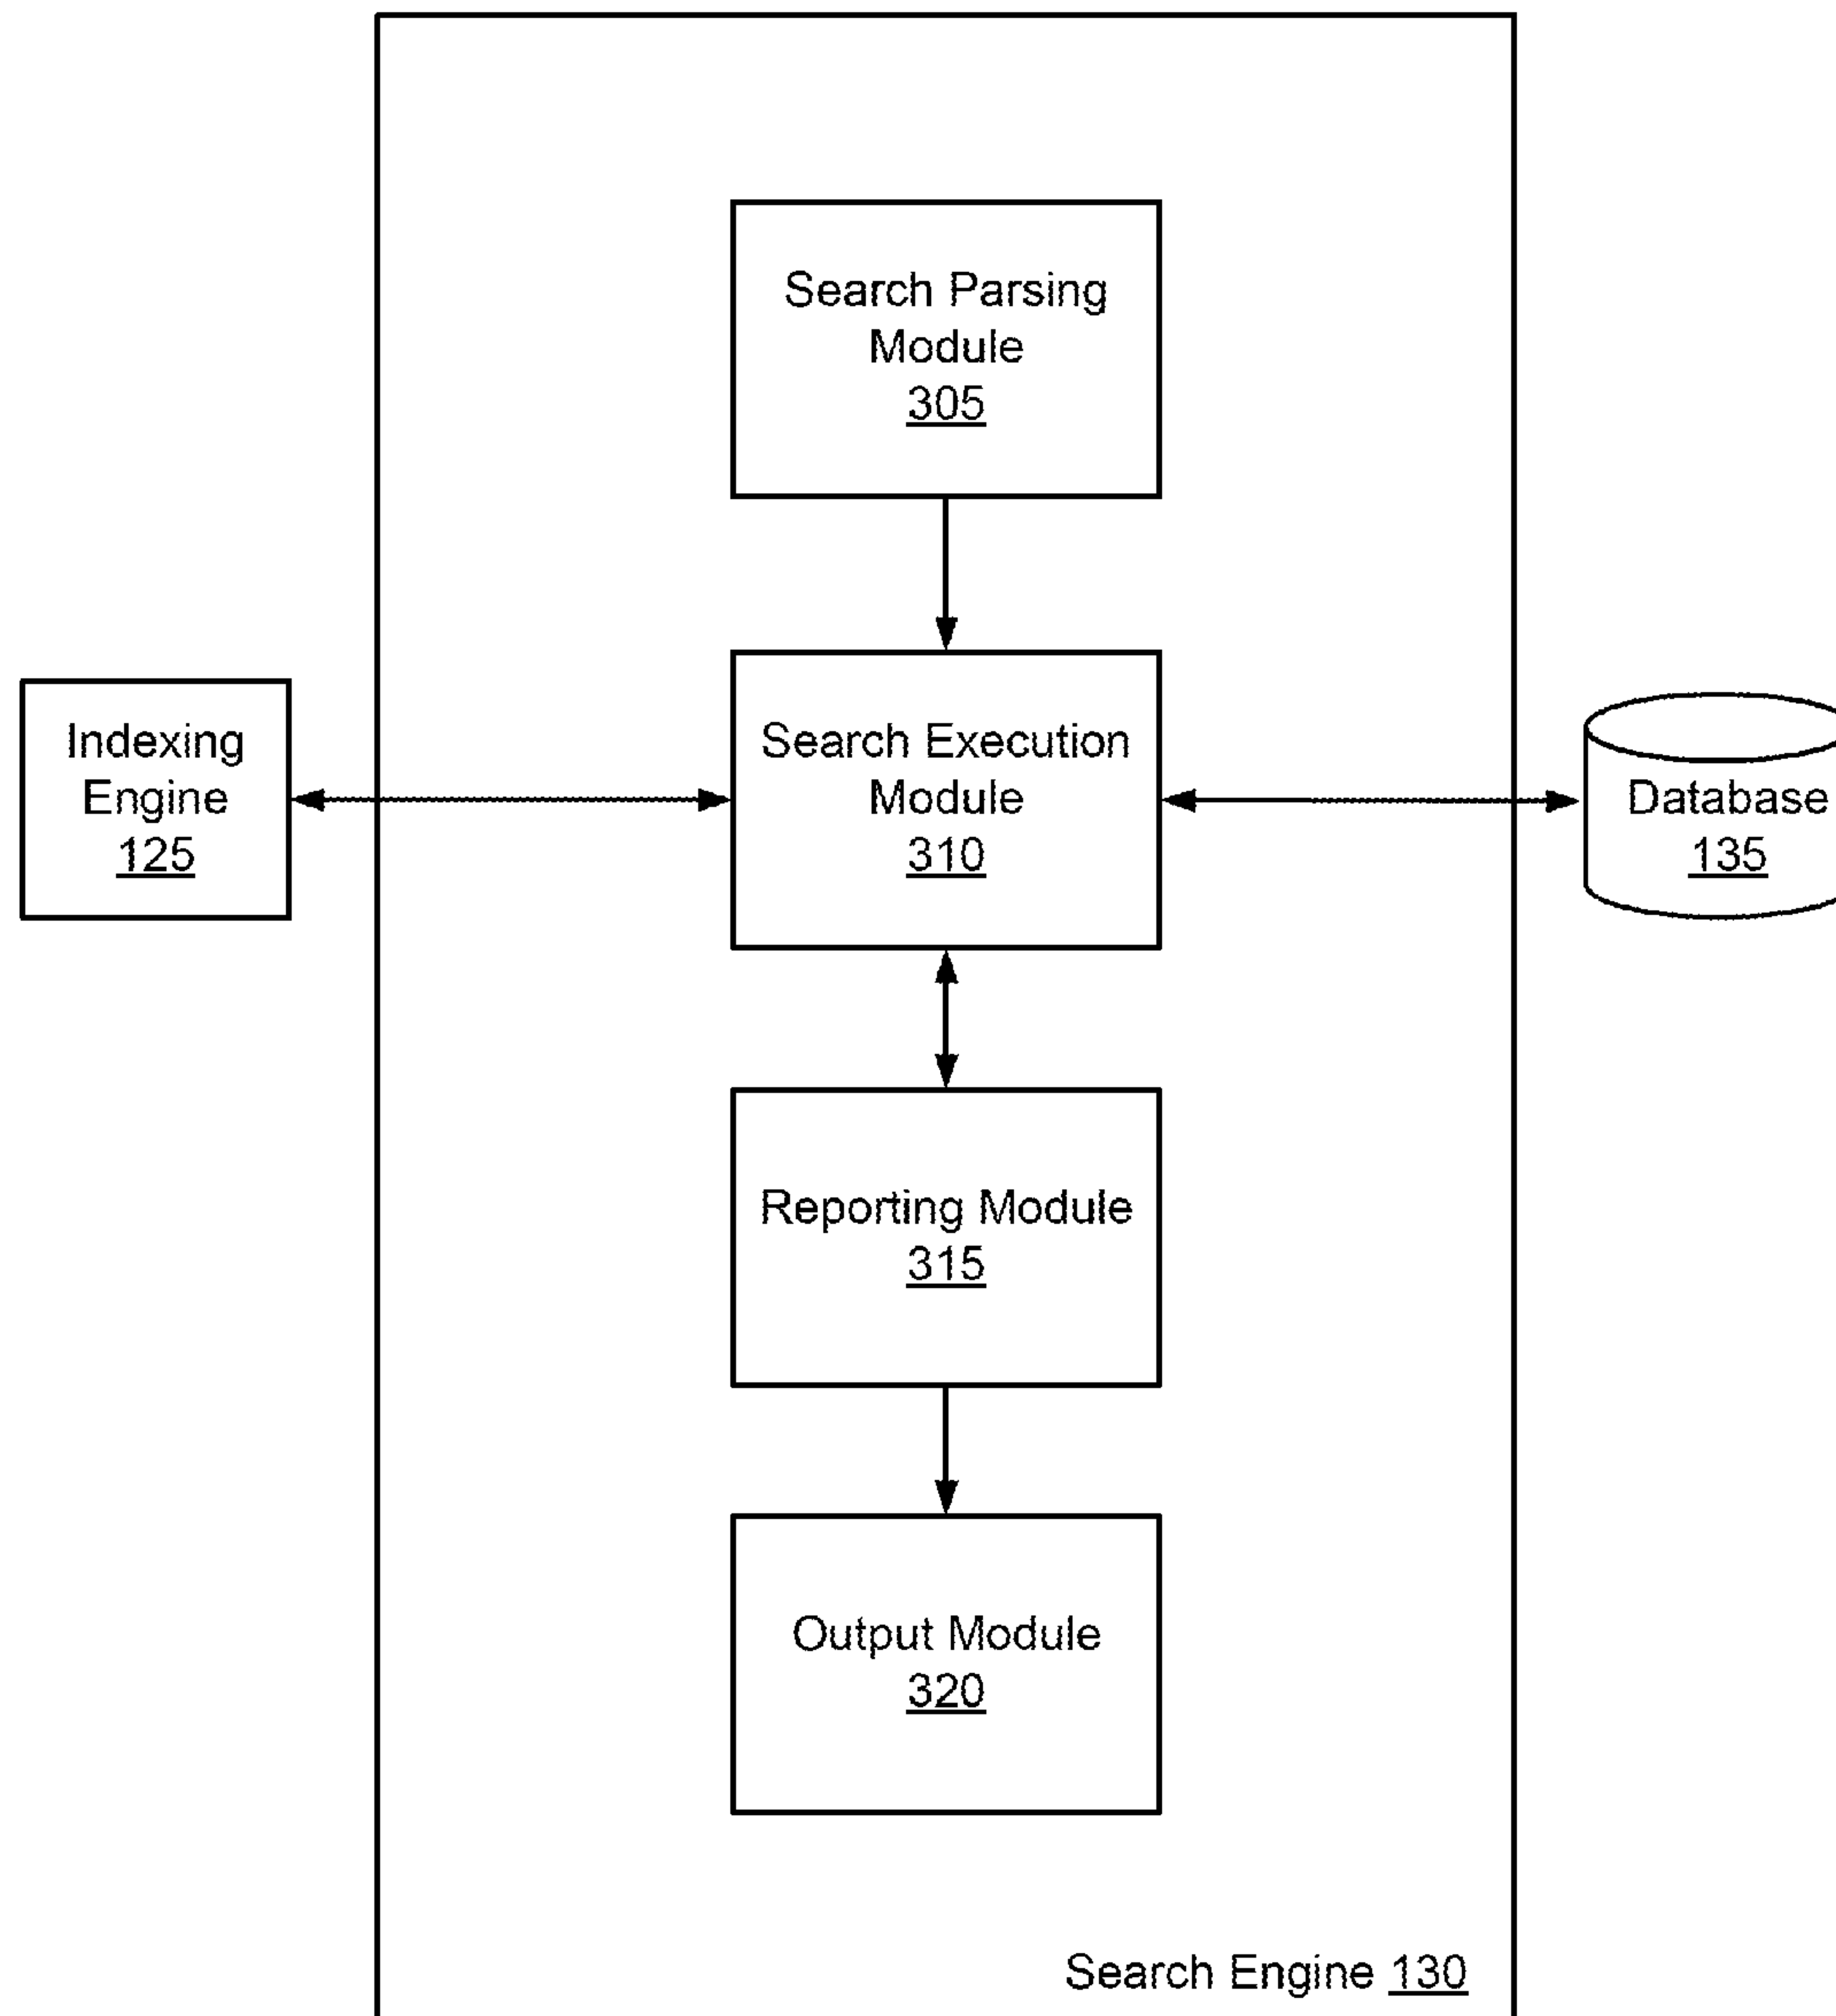 Search Parsing
Module
305
Indexing
Engine
125
Search Execution
Module
310
Database
135
Reporting Module
315
Output Module
320
Search Engine 130